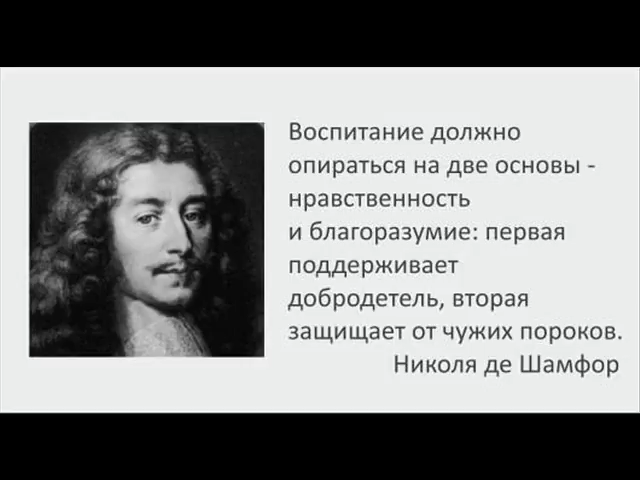 Воспитание должно
опираться на две основы -
нравственность
и благоразумие: первая
поддерживает
добродетель, вторая
защищает от чужих пороков.
Николя де Шамфор